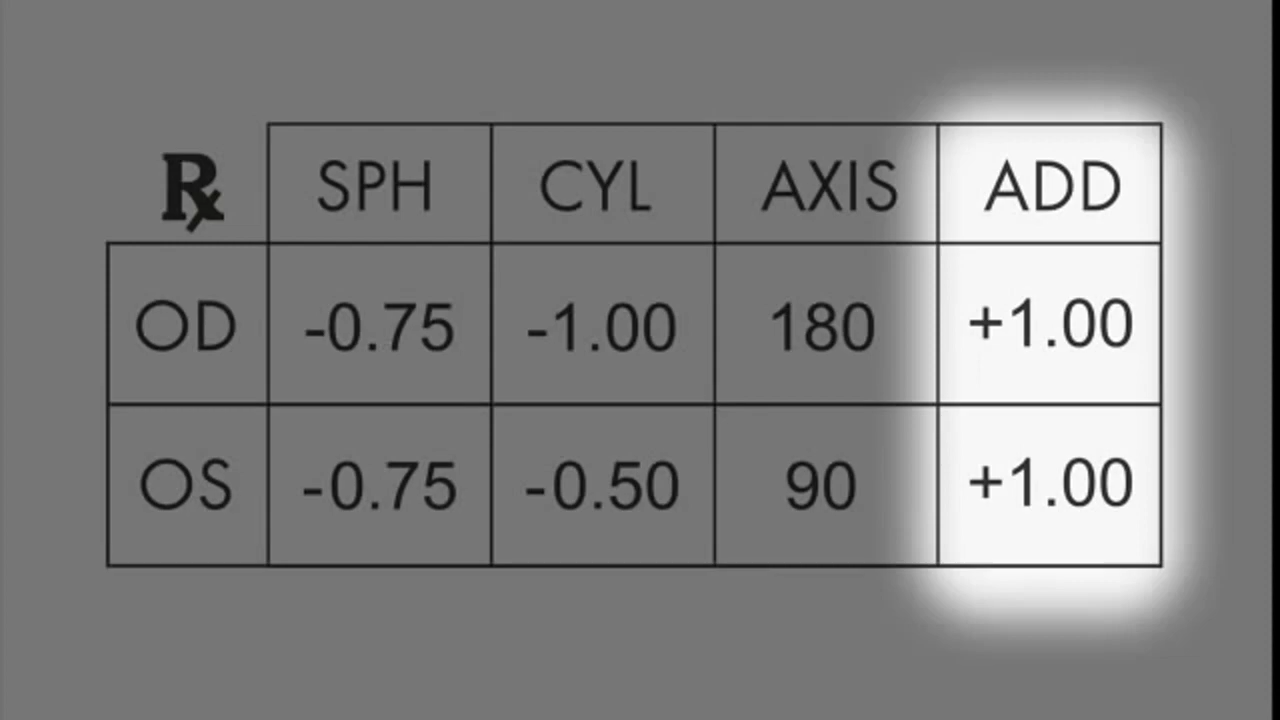 ℞ SPH CYL AXIS ADD
OD -0.75 -1.00 180 +1.00
OS -0.75 -0.50 90 +1.00